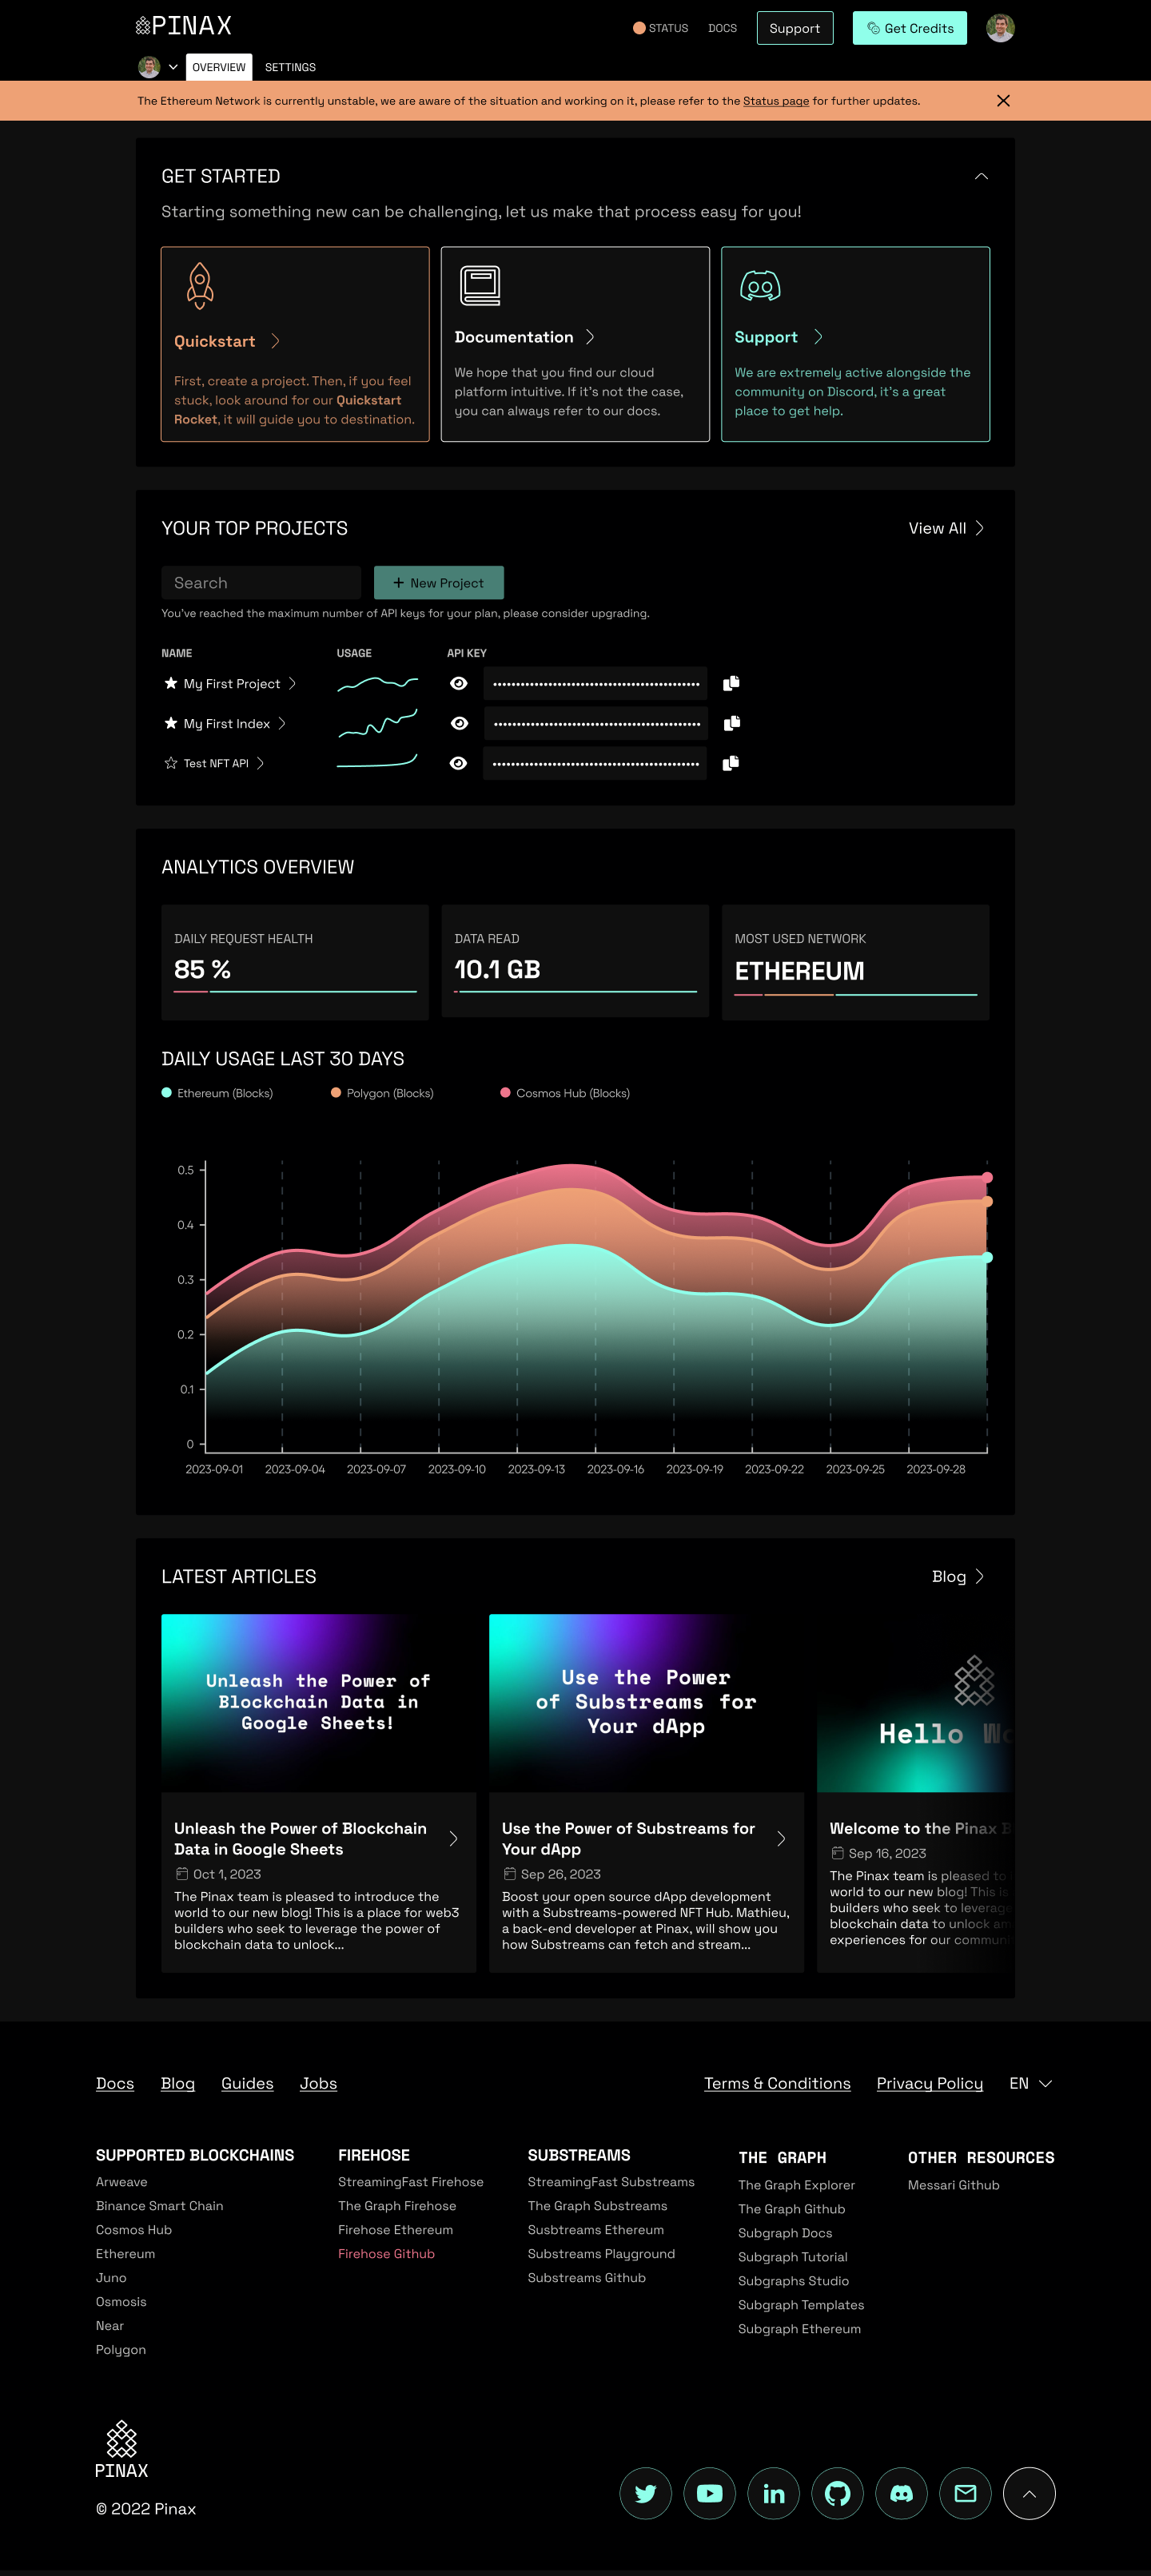 PINAX
STATUS
DOCS
Support
Get Credits
OVERVIEW
SETTINGS
The Ethereum Network is currently unstable, we are aware of the situation and working on it, please refer to the Status page for further updates.
GET STARTED
Starting something new can be challenging, let us make that process easy for you!
Quickstart
First, create a project. Then, if you feel
stuck, look around for our Quickstart
Rocket, it will guide you to destination.
Documentation
We hope that you find our cloud
platform intuitive. If it's not the case,
you can always refer to our docs.
Support
We are extremely active alongside the
community on Discord, it's a great
place to get help.
YOUR TOP PROJECTS
View All
Search
+ New Project
You've reached the maximum number of API keys for your plan, please consider upgrading.
NAME
USAGE
API KEY
My First Project
My First Index
Test NFT API
ANALYTICS OVERVIEW
DAILY REQUEST HEALTH
85 %
DATA READ
10.1 GB
MOST USED NETWORK
ETHEREUM
DAILY USAGE LAST 30 DAYS
Ethereum (Blocks)
Polygon (Blocks)
Cosmos Hub (Blocks)
0.5
0.4
0.3
0.2
0.1
0
2023-09-01
2023-09-04
2023-09-07
2023-09-10
2023-09-13
2023-09-16
2023-09-19
2023-09-22
2023-09-25
2023-09-28
LATEST ARTICLES
Blog
Unleash the Power of
Blockchain Data in
Google Sheets!
Unleash the Power of Blockchain
Data in Google Sheets
Oct 1, 2023
The Pinax team is pleased to introduce the
world to our new blog! This is a place for web3
builders who seek to leverage the power of
blockchain data to unlock...
Use the Power
of Substreams for
Your dApp
Use the Power of Substreams for
Your dApp
Sep 26, 2023
Boost your open source dApp development
with a Substreams-powered NFT Hub. Mathieu,
a back-end developer at Pinax, will show you
how Substreams can fetch and stream...
Hello
Welcome to the Pinax
Sep 16, 2023
The Pinax team is pleased to
world to our new blog! This is
builders who seek to leverage
blockchain data to unlock
experiences for our
Docs
Blog
Guides
Jobs
Terms & Conditions
Privacy Policy
EN
SUPPORTED BLOCKCHAINS
Arweave
Binance Smart Chain
Cosmos Hub
Ethereum
Juno
Osmosis
Near
Polygon
FIREHOSE
StreamingFast Firehose
The Graph Firehose
Firehose Ethereum
Firehose Github
SUBSTREAMS
StreamingFast Substreams
The Graph Substreams
Susbtreams Ethereum
Substreams Playground
Substreams Github
THE GRAPH
The Graph Explorer
The Graph Github
Subgraph Docs
Subgraph Tutorial
Subgraphs Studio
Subgraph Templates
Subgraph Ethereum
OTHER RESOURCES
Messari Github
PINAX
© 2022 Pinax